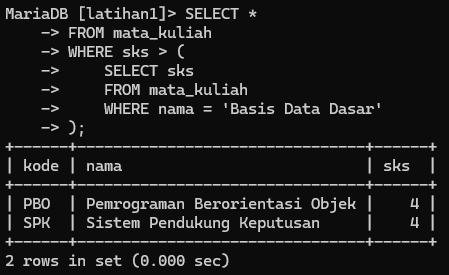 MariaDB [latihan1]> SELECT *
    -> FROM mata_kuliah
    -> WHERE sks > (
    ->     SELECT sks
    ->     FROM mata_kuliah
    ->     WHERE nama = 'Basis Data Dasar'
    -> );
+------+--------------------------------+------+
| kode | nama                           | sks  |
+------+--------------------------------+------+
| PBO  | Pemrograman Berorientasi Objek |    4 |
| SPK  | Sistem Pendukung Keputusan     |    4 |
+------+--------------------------------+------+
2 rows in set (0.000 sec)